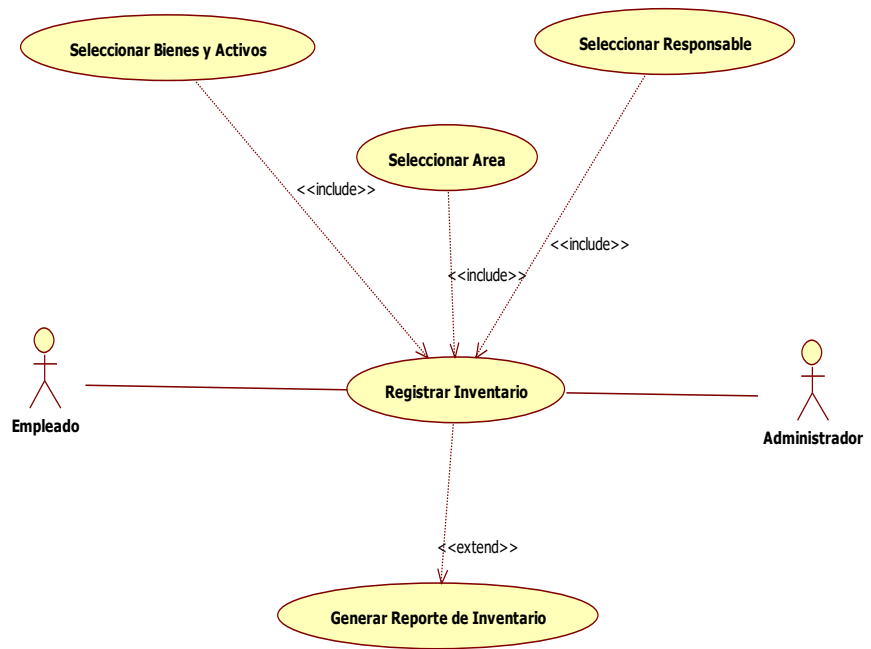 Seleccionar Responsable
Seleccionar Bienes y Activos
Seleccionar Area
<<include>>
<<include>>
<<include>>
Registrar Inventario
Empleado
Administrador
<<extend>>
Generar Reporte de Inventario